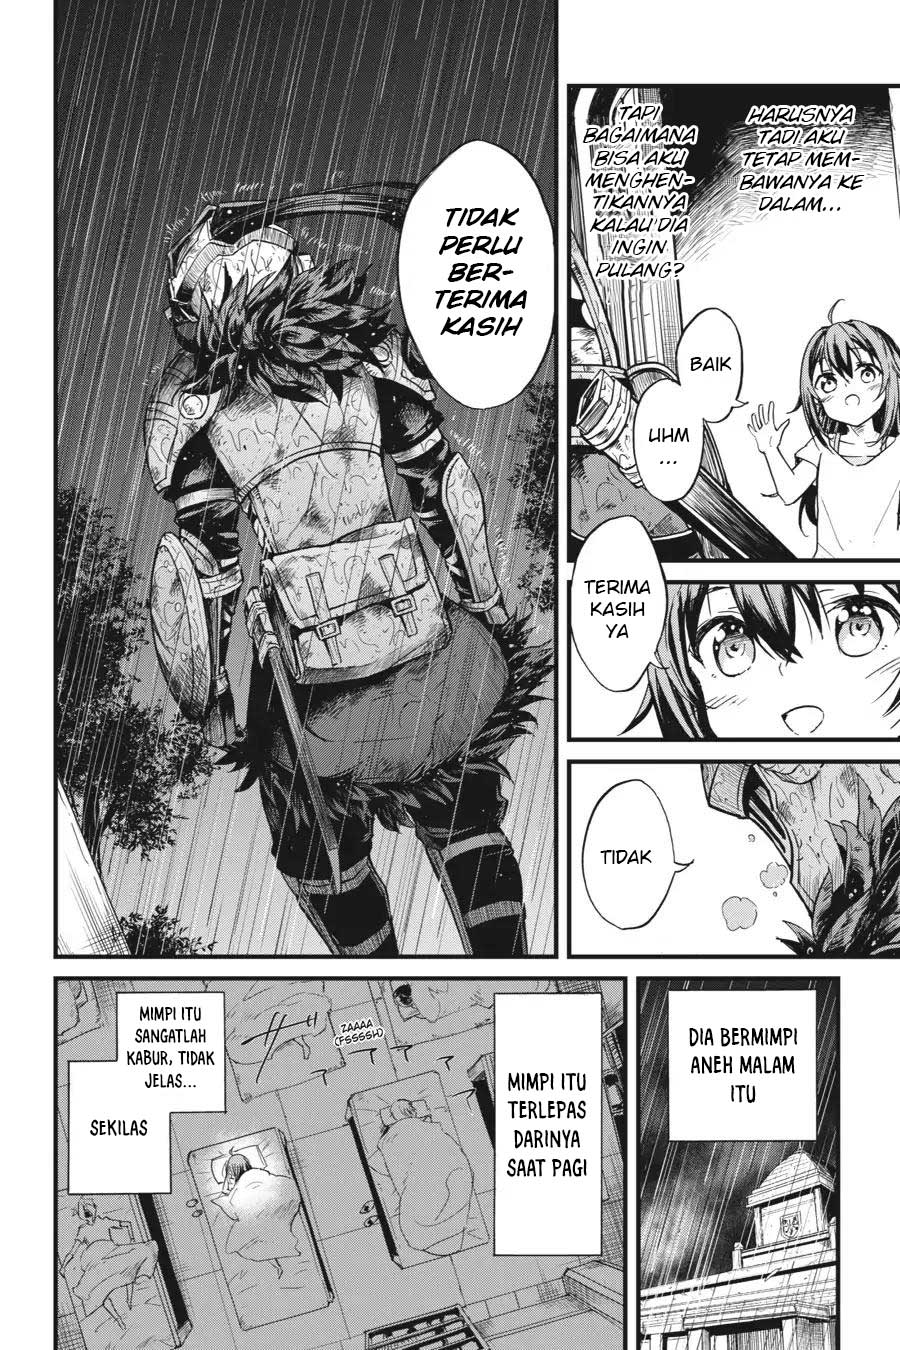 HARUSNYA
TADI AKU
TETAP MEM-
BAWANYA KE
DALAM...
TAPI
BAGAIMANA
BISA AKU
MENGHEN-
TIKANNYA
KALAU DIA
INGIN
PULANG?
BAIK
UHM
...
TERIMA
KASIH
YA
TIDAK
TIDAK
PERLU
BER-
TERIMA
KASIH
DIA BERMIMPI
ANEH MALAM
ITU
MIMPI ITU
TERLEPAS
DARINYA
SAAT PAGI
ZAAAA
(FSSSSH)
MIMPI ITU
SANGATLAH
KABUR, TIDAK
JELAS...
SEKILAS